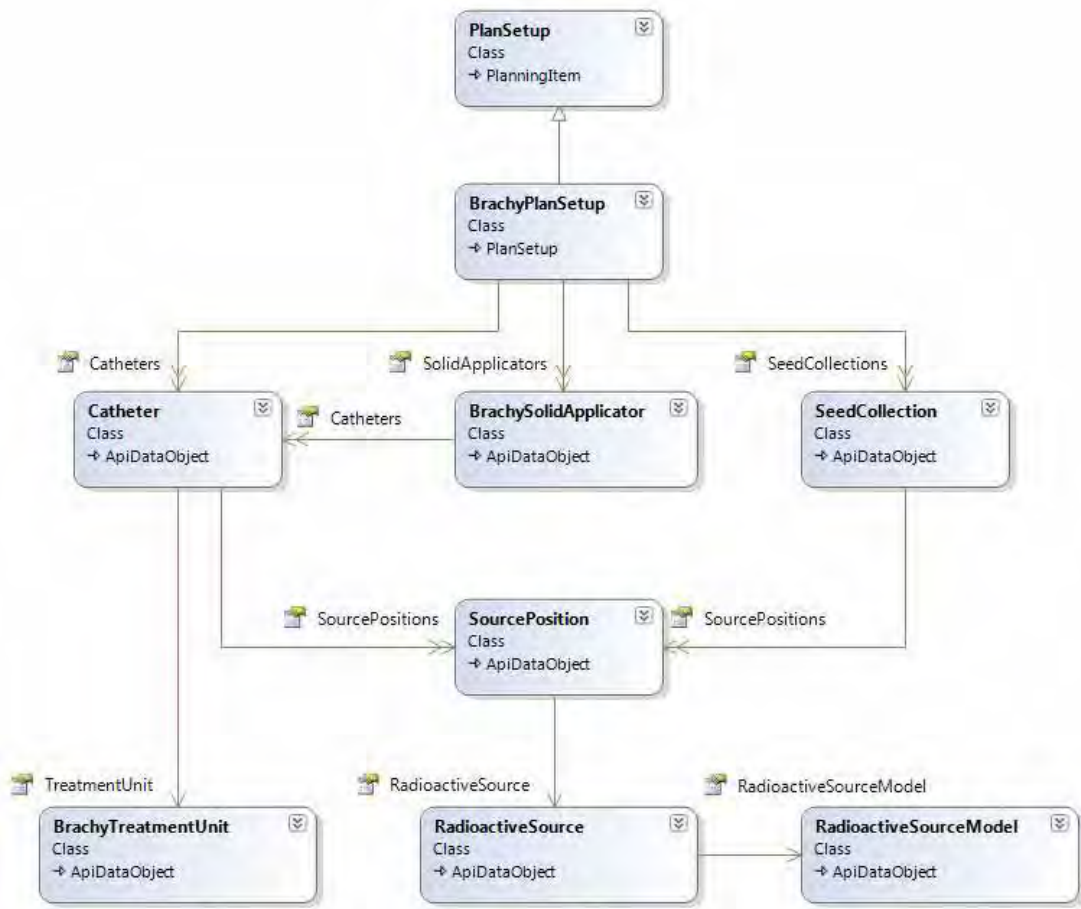 PlanSetup
Class
PlanningItem
BrachyPlanSetup
Class
PlanSetup
Catheters
SolidApplicators
SeedCollections
Catheter
Class
ApiDataObject
Catheters
BrachySolidApplicator
Class
ApiDataObject
SeedCollection
Class
ApiDataObject
SourcePositions
SourcePosition
Class
ApiDataObject
SourcePositions
TreatmentUnit
RadioactiveSource
RadioactiveSourceModel
BrachyTreatmentUnit
Class
ApiDataObject
RadioactiveSource
Class
ApiDataObject
RadioactiveSourceModel
Class
ApiDataObject